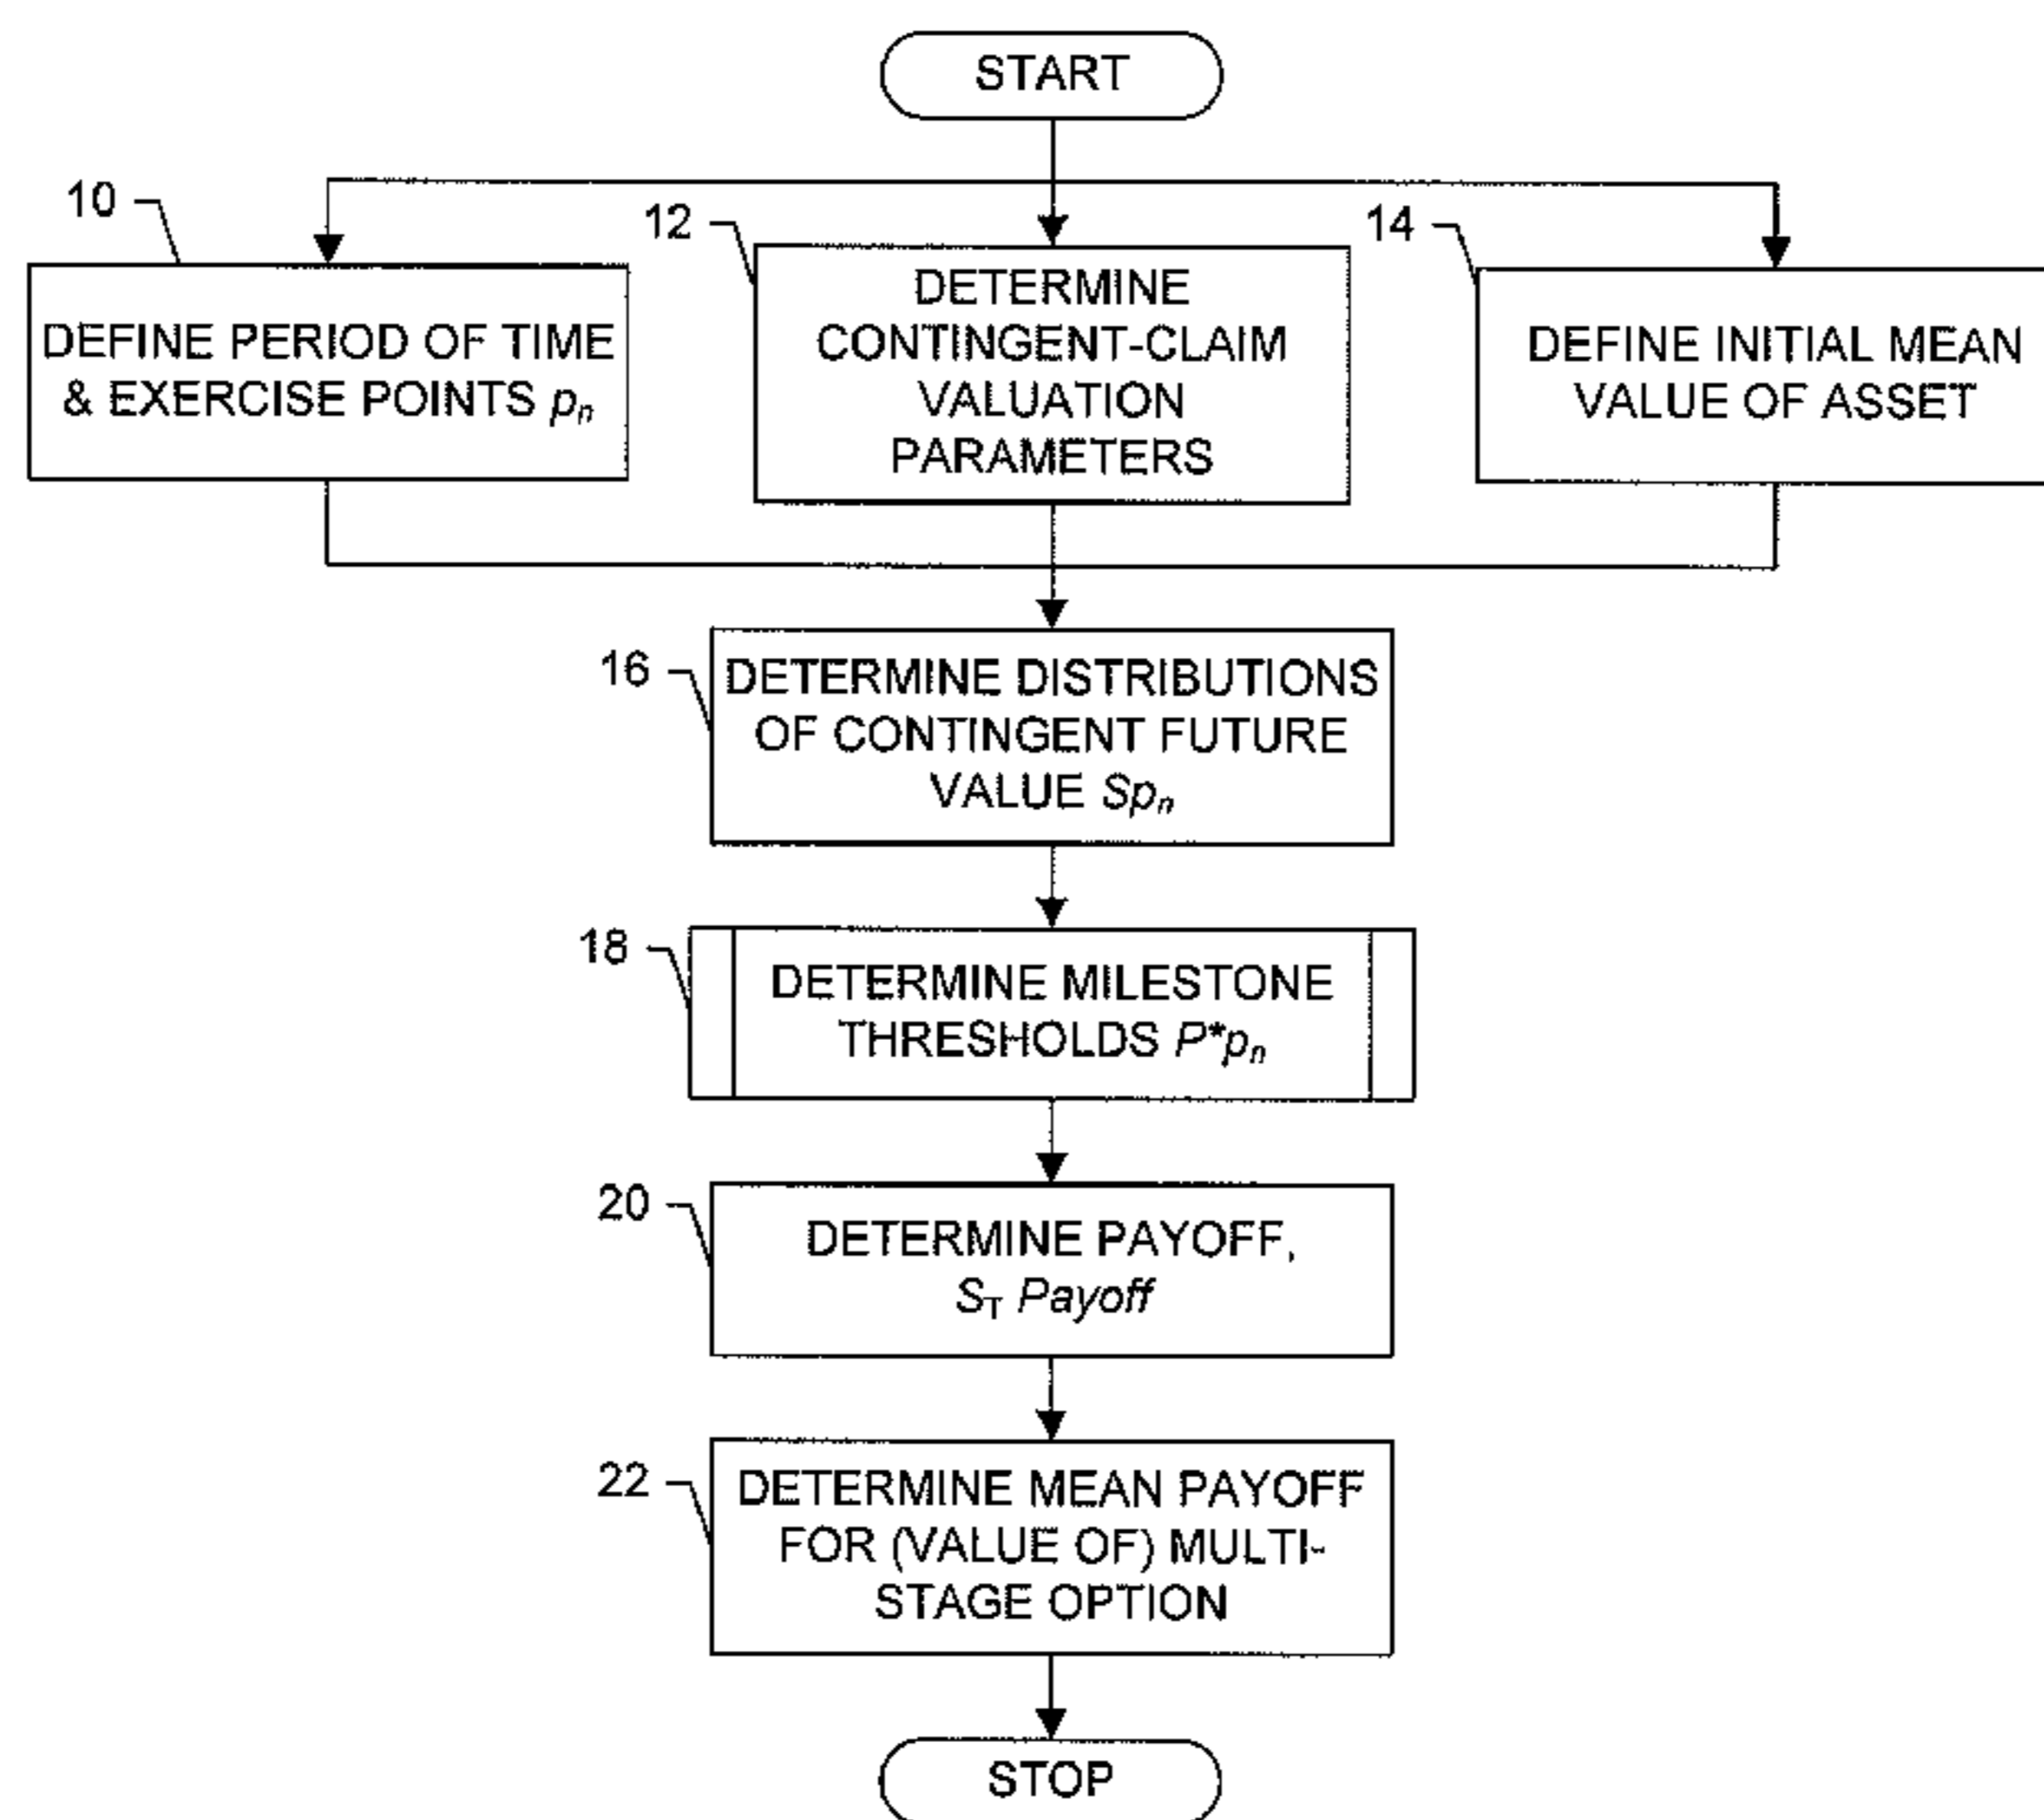 START
10
DEFINE PERIOD OF TIME
& EXERCISE POINTS pₙ
12
DETERMINE
CONTINGENT-CLAIM
VALUATION
PARAMETERS
14
DEFINE INITIAL MEAN
VALUE OF ASSET
16
DETERMINE DISTRIBUTIONS
OF CONTINGENT FUTURE
VALUE Spₙ
18
DETERMINE MILESTONE
THRESHOLDS P*pₙ
20
DETERMINE PAYOFF,
S_T Payoff
22
DETERMINE MEAN PAYOFF
FOR (VALUE OF) MULTI-
STAGE OPTION
STOP